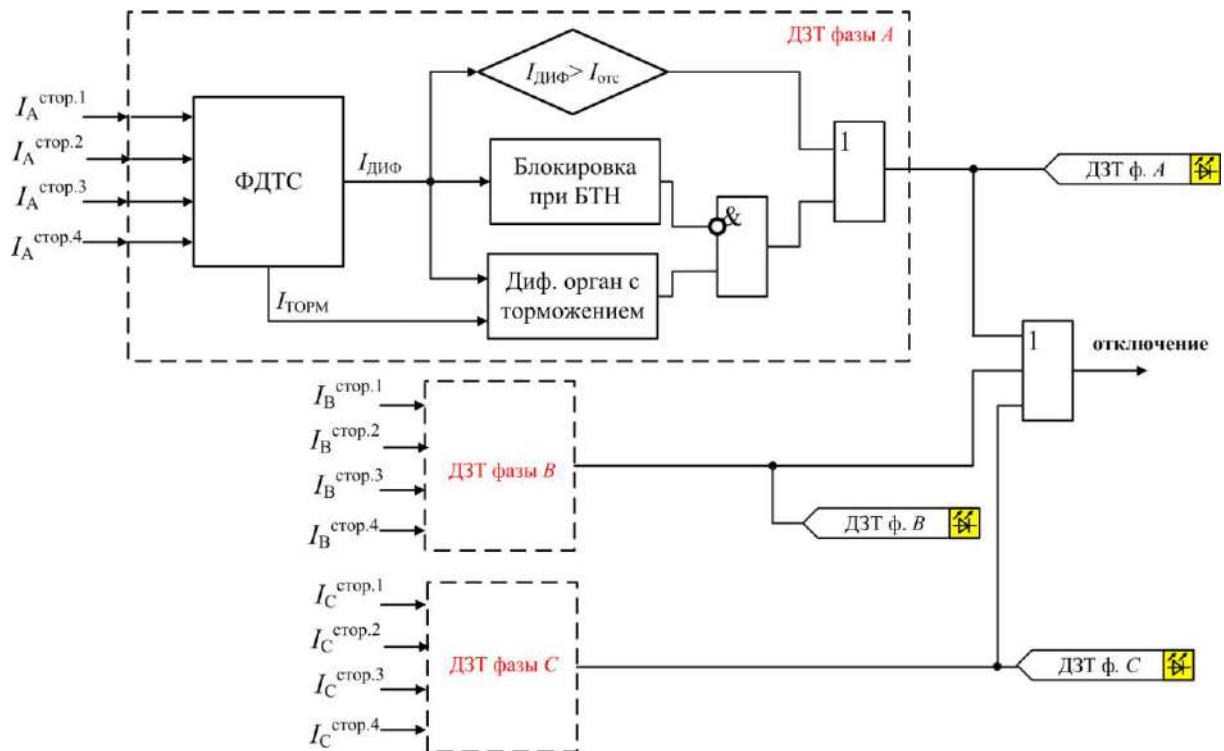 ДЗТ фазы A
I_ДИФ > I_отс
I_A^стор.1
I_A^стор.2
I_A^стор.3
I_A^стор.4
ФДТС
I_ДИФ
Блокировка
при БТН
1
ДЗТ ф. A
&
Диф. орган с
торможением
I_ТОРМ
1
отключение
I_B^стор.1
I_B^стор.2
I_B^стор.3
I_B^стор.4
ДЗТ фазы B
ДЗТ ф. B
I_C^стор.1
I_C^стор.2
I_C^стор.3
I_C^стор.4
ДЗТ фазы C
ДЗТ ф. C